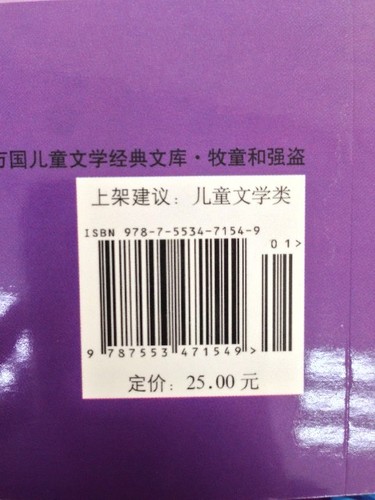 万国儿童文学经典文库·牧童和强盗
上架建议：儿童文学类
ISBN 978-7-5534-7154-9
01>
9 787553 471549>
定价：25.00元